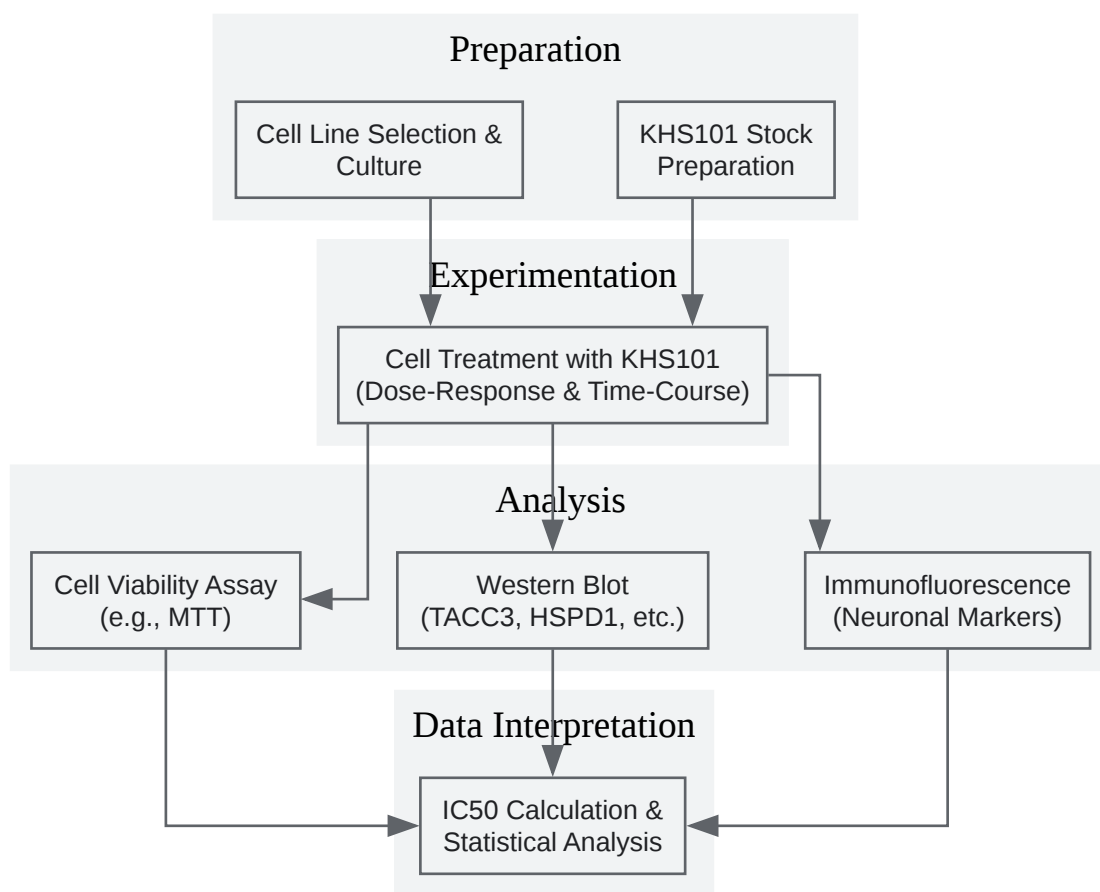 Preparation
Cell Line Selection &
Culture
KHS101 Stock
Preparation
Experimentation
Cell Treatment with KHS101
(Dose-Response & Time-Course)
Analysis
Cell Viability Assay
(e.g., MTT)
Western Blot
(TACC3, HSPD1, etc.)
Immunofluorescence
(Neuronal Markers)
Data Interpretation
IC50 Calculation &
Statistical Analysis